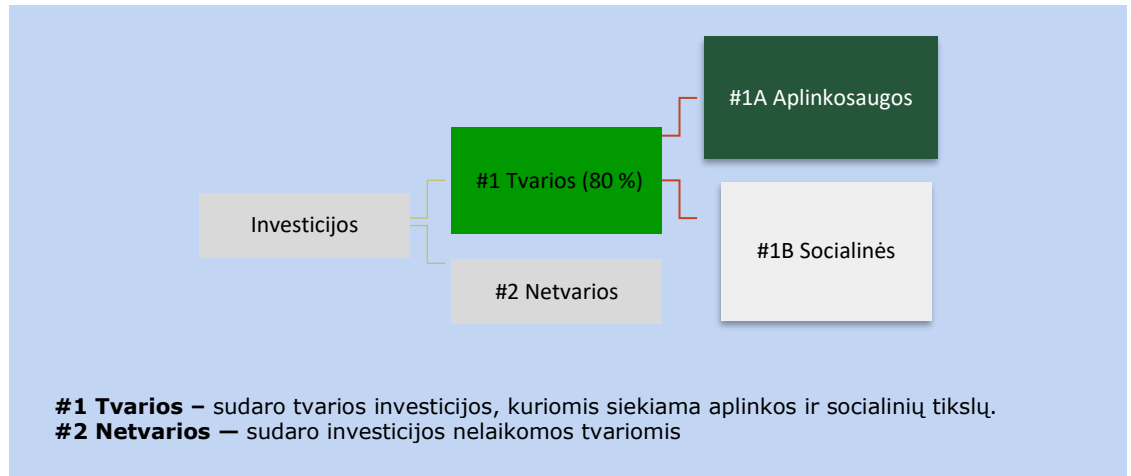 #1A Aplinkosaugos
#1 Tvarios (80 %)
Investicijos
#1B Socialinės
#2 Netvarios
#1 Tvarios – sudaro tvarios investicijos, kuriomis siekiama aplinkos ir socialinių tikslų.
#2 Netvarios — sudaro investicijos nelaikomos tvariomis